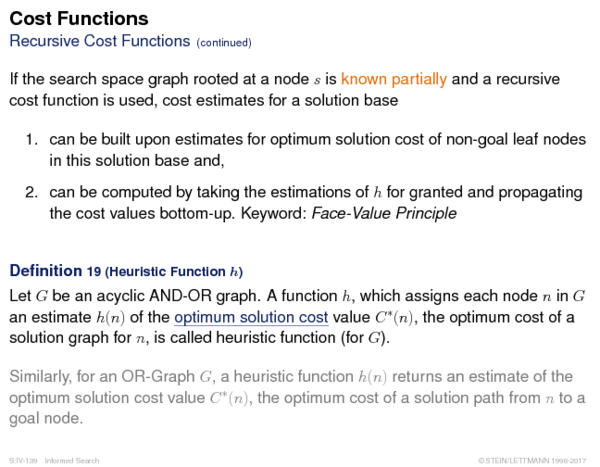 Cost Functions
Recursive Cost Functions (continued)
If the search space graph rooted at a node s is known partially and a recursive
cost function is used, cost estimates for a solution base
1. can be built upon estimates for optimum solution cost of non-goal leaf nodes
in this solution base and,
2. can be computed by taking the estimations of h for granted and propagating
the cost values bottom-up. Keyword: Face-Value Principle
Definition 19 (Heuristic Function h)
Let G be an acyclic AND-OR graph. A function h, which assigns each node n in G
an estimate h(n) of the optimum solution cost value C*(n), the optimum cost of a
solution graph for n, is called heuristic function (for G).
Similarly, for an OR-Graph G, a heuristic function h(n) returns an estimate of the
optimum solution cost value C*(n), the optimum cost of a solution path from n to a
goal node.
S:IV-139 Informed Search © STEIN/LETTMANN 1998-2017